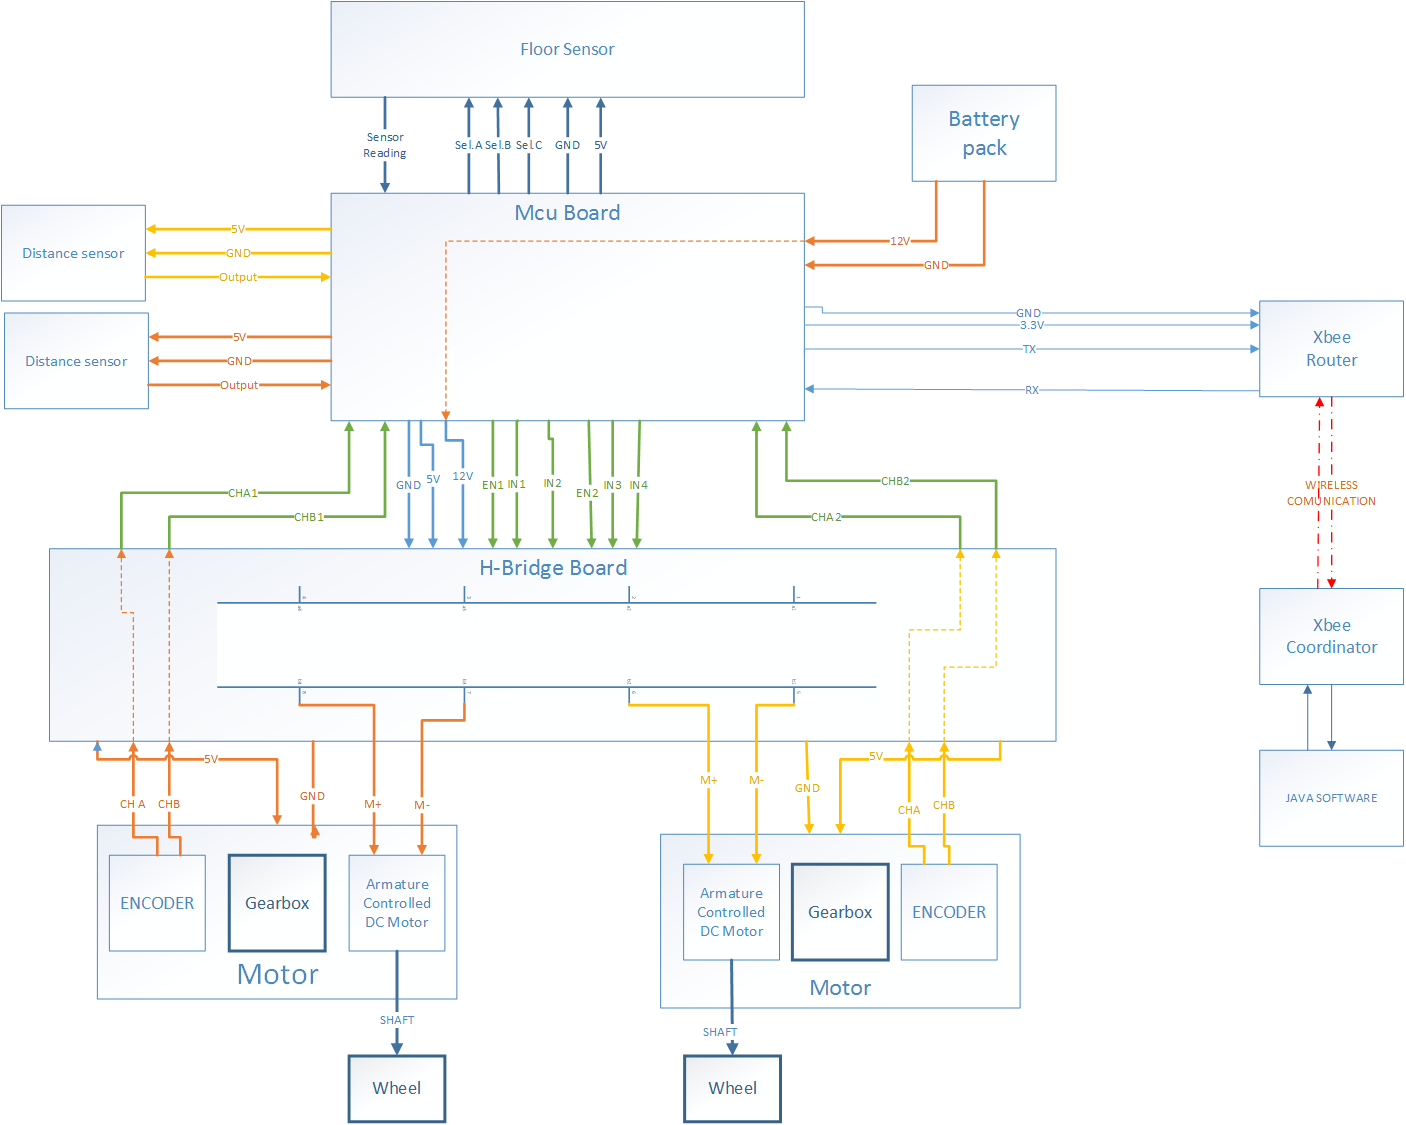 Floor Sensor
Battery
pack
Sensor
Reading
Sel.A
Sel.B
Sel.C
GND
5V
Mcu Board
Distance sensor
5V
GND
Output
12V
GND
Distance sensor
5V
GND
Output
GND
3.3V
TX
RX
Xbee
Router
CHA1
CHB1
GND
5V
12V
EN1
IN1
IN2
EN2
IN3
IN4
CHB2
CHA2
WIRELESS
COMUNICATION
H-Bridge Board
Xbee
Coordinator
5V
GND
CH A
CHB
M+
M-
M+
M-
GND
5V
CHA
CHB
JAVA SOFTWARE
ENCODER
Gearbox
Armature
Controlled
DC Motor
Motor
Armature
Controlled
DC Motor
Gearbox
ENCODER
Motor
SHAFT
SHAFT
Wheel
Wheel